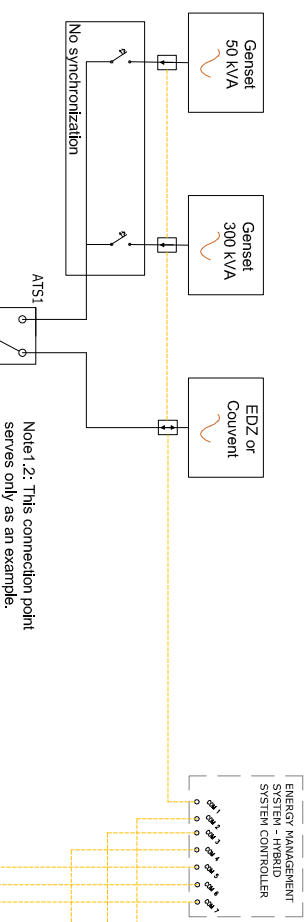 Genset
50 kVA
Genset
300 kVA
EDZ or
Couvent
No synchronization
ATS1
Note1.2: This connection point
serves only as an example.
ENERGY MANAGEMENT
SYSTEM - HYBRID
SYSTEM CONTROLLER
COM 1
COM 2
COM 3
COM 4
COM 5
COM 6
COM 7